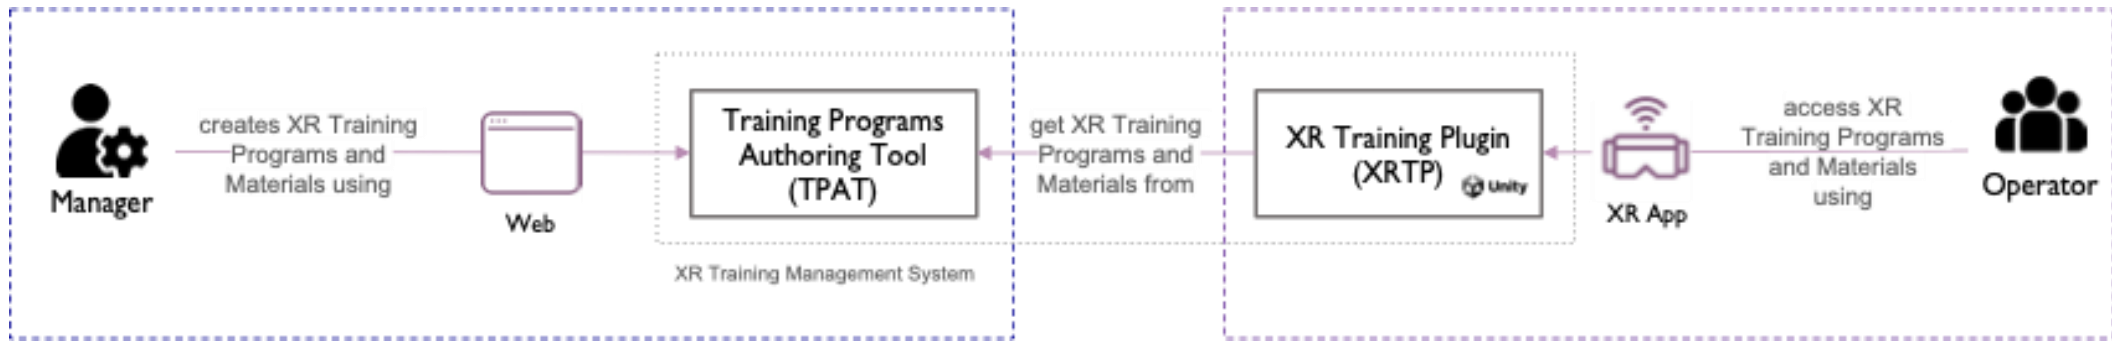 Manager
creates XR Training
Programs and
Materials using
Web
Training Programs
Authoring Tool
(TPAT)
XR Training Management System
get XR Training
Programs and
Materials from
XR Training Plugin
(XRTP)
Unity
XR App
access XR
Training Programs
and Materials
using
Operator